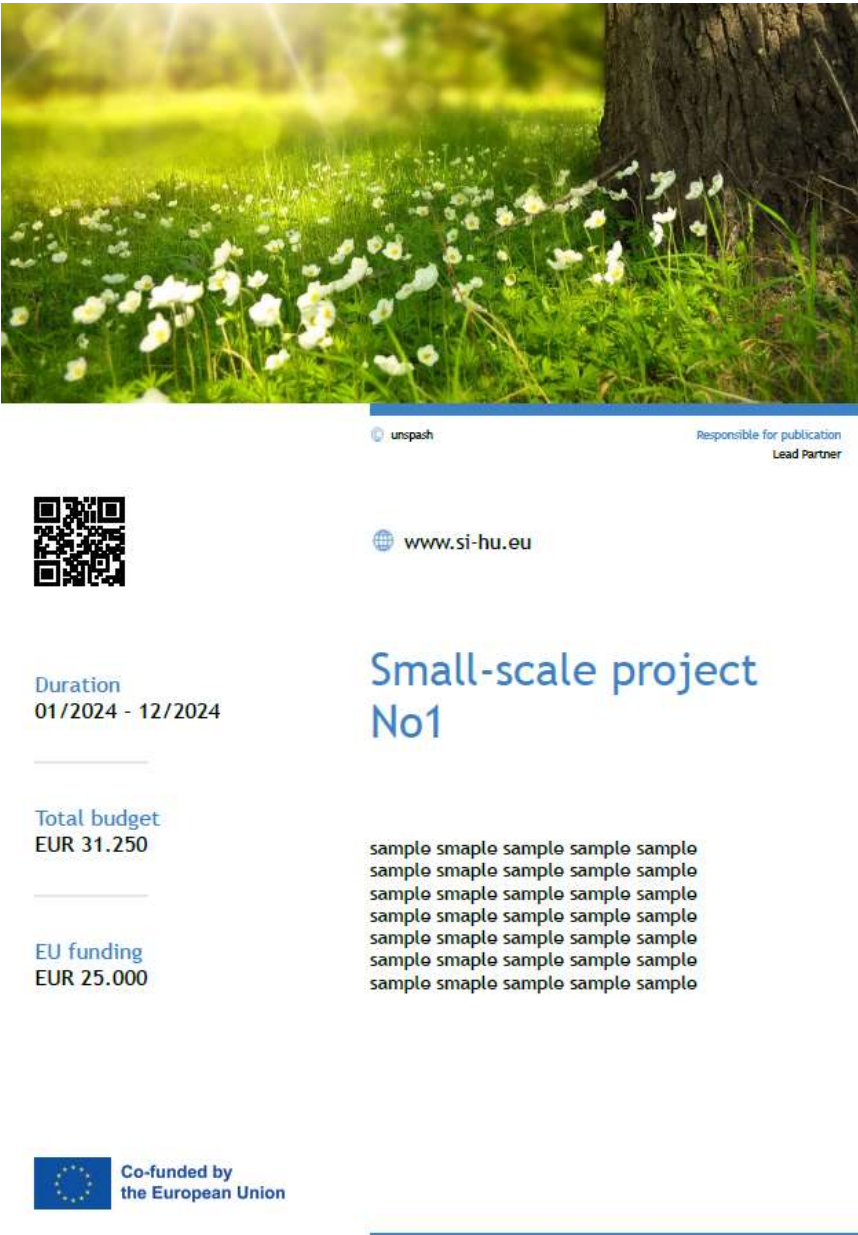 © unspash
Responsible for publication
Lead Partner
www.si-hu.eu
Small-scale project
No1
Duration
01/2024 - 12/2024
Total budget
EUR 31.250
EU funding
EUR 25.000
sample smaple sample sample sample
sample smaple sample sample sample
sample smaple sample sample sample
sample smaple sample sample sample
sample smaple sample sample sample
sample smaple sample sample sample
sample smaple sample sample sample
Co-funded by
the European Union